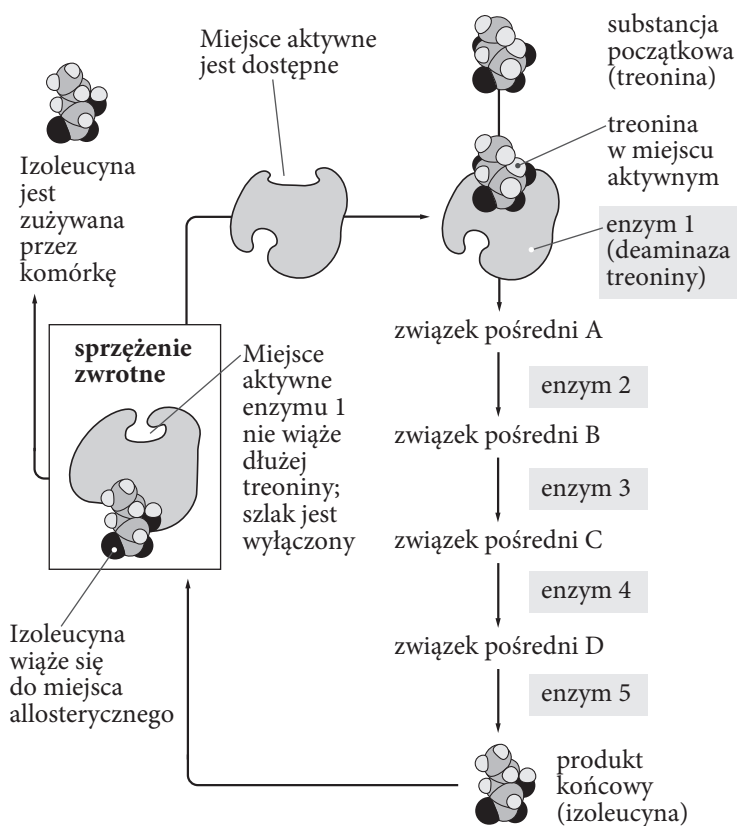 Miejsce aktywne
jest dostępne
substancja
początkowa
(treonina)
treonina
w miejscu
aktywnym
Izoleucyna
jest
zużywana
przez
komórkę
enzym 1
(deaminaza
treoniny)
sprzężenie
zwrotne
Miejsce
aktywne
enzymu 1
nie wiąże
dłużej
treoniny;
szlak jest
wyłączony
związek pośredni A
enzym 2
związek pośredni B
enzym 3
związek pośredni C
enzym 4
związek pośredni D
enzym 5
Izoleucyna
wiąże się
do miejsca
allosterycznego
produkt
końcowy
(izoleucyna)